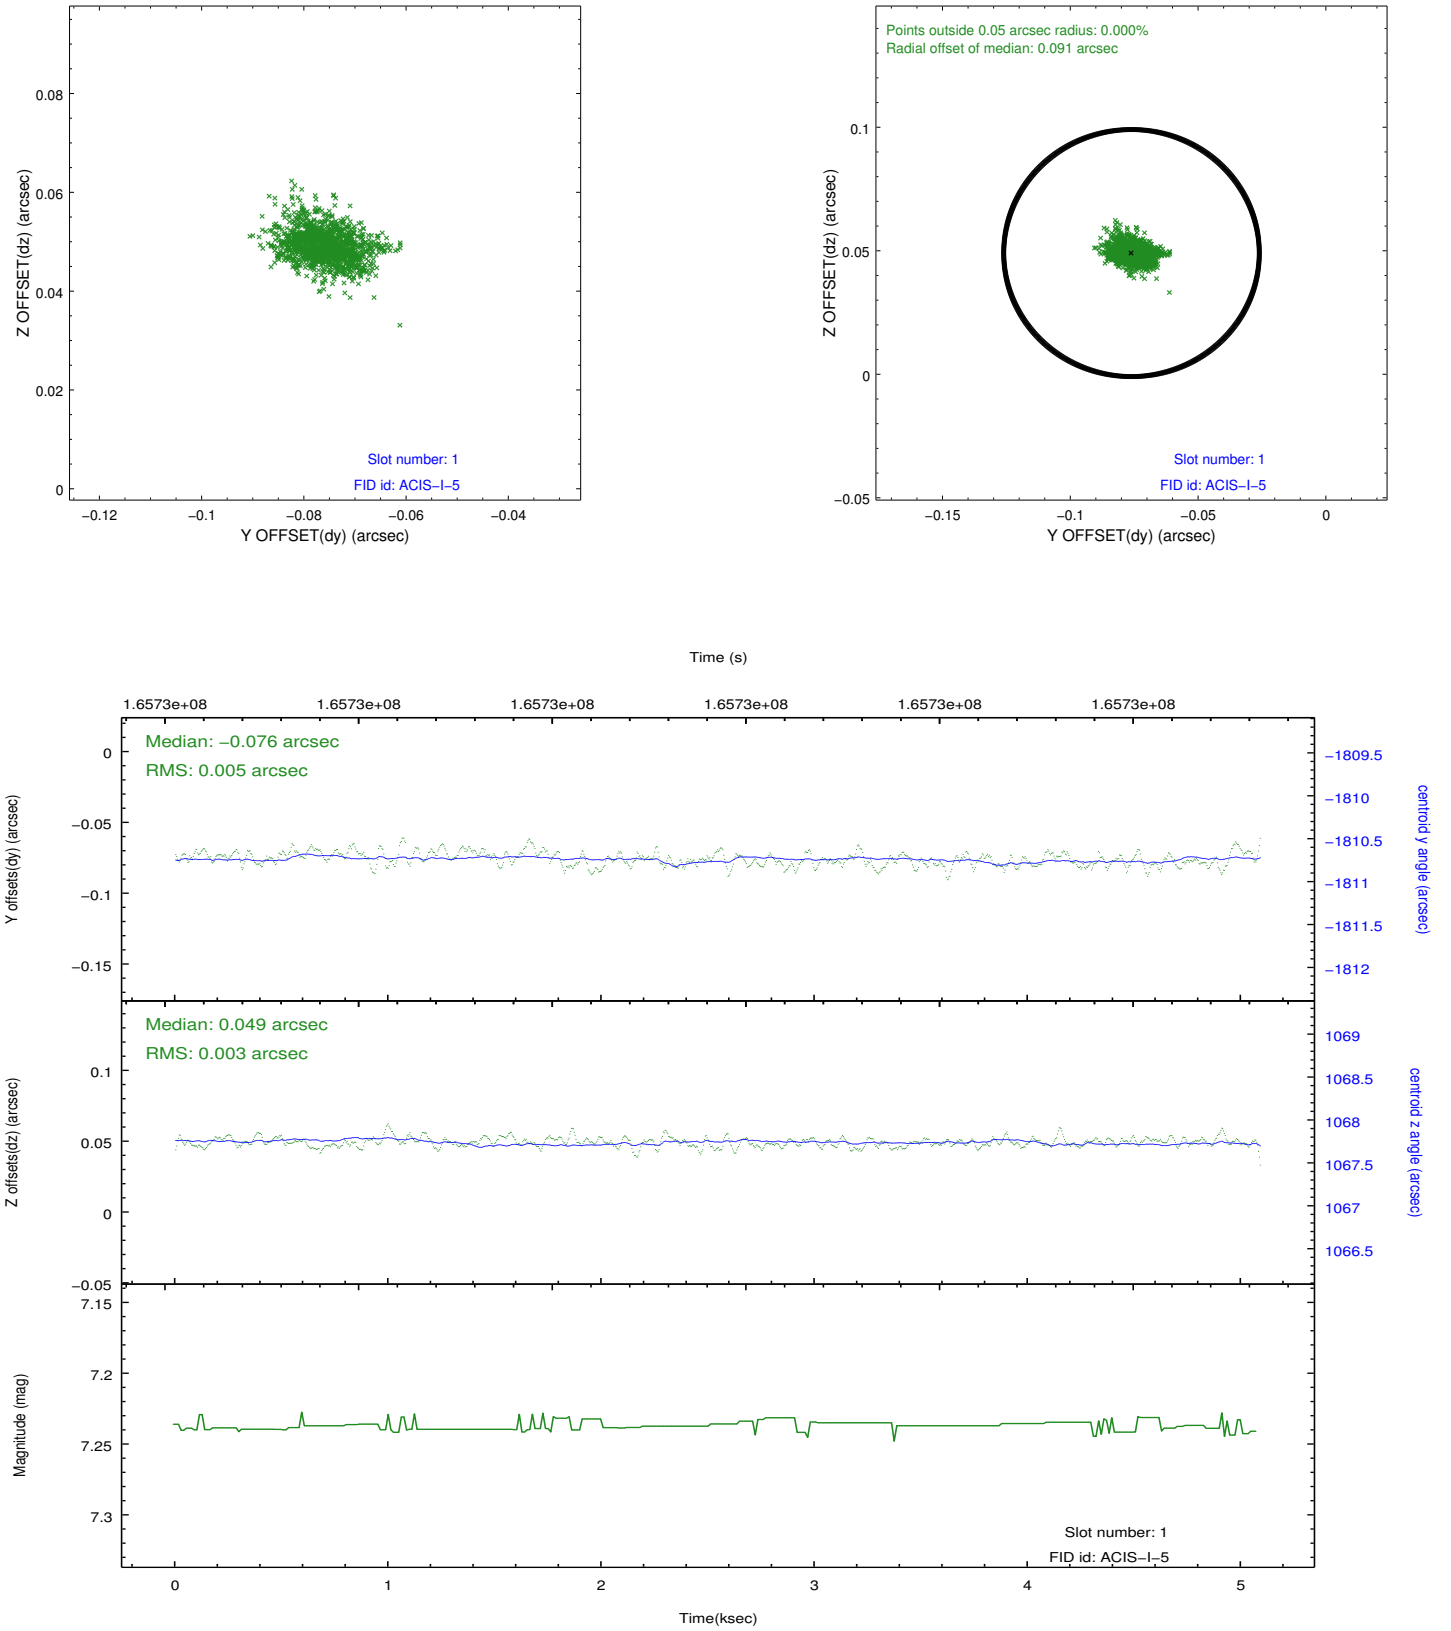 0.08
0.06
0.04
0.02
0
Z OFFSET(dz) (arcsec)
Slot number: 1
FID id: ACIS−I−5
−0.12
−0.1
−0.08
−0.06
−0.04
Y OFFSET(dy) (arcsec)
Points outside 0.05 arcsec radius: 0.000%
Radial offset of median: 0.091 arcsec
0.1
0.05
0
−0.05
Z OFFSET(dz) (arcsec)
Slot number: 1
FID id: ACIS−I−5
−0.15
−0.1
−0.05
0
Y OFFSET(dy) (arcsec)
Time (s)
1.6573e+08
1.6573e+08
1.6573e+08
1.6573e+08
1.6573e+08
1.6573e+08
Median: −0.076 arcsec
RMS: 0.005 arcsec
0
−0.05
−0.1
−0.15
Y offsets(dy) (arcsec)
−1809.5
−1810
−1810.5
−1811
−1811.5
−1812
centroid y angle (arcsec)
Median: 0.049 arcsec
RMS: 0.003 arcsec
0.1
0.05
0
−0.05
Z offsets(dz) (arcsec)
1069
1068.5
1068
1067.5
1067
1066.5
centroid z angle (arcsec)
7.15
7.2
7.25
7.3
Magnitude (mag)
Slot number: 1
FID id: ACIS−I−5
0
1
2
3
4
5
Time(ksec)